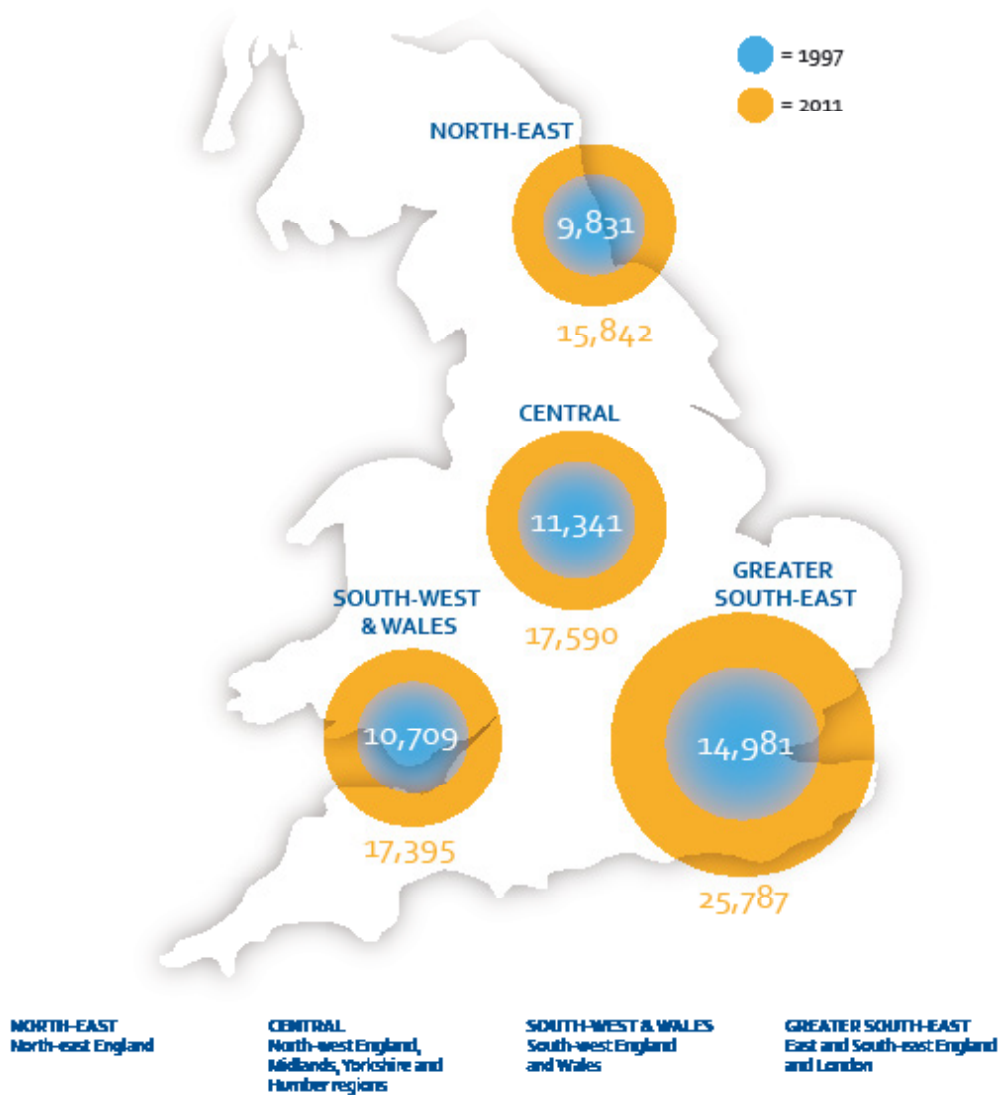 = 1997
= 2011
NORTH-EAST
9,831
15,842
CENTRAL
11,341
17,590
GREATER
SOUTH-EAST
14,981
25,787
SOUTH-WEST
& WALES
10,709
17,395
NORTH-EAST
North-east England
CENTRAL
North-west England,
Midlands, Yorkshire and
Humber regions
SOUTH-WEST & WALES
South-west England
and Wales
GREATER SOUTH-EAST
East and South-east England
and London